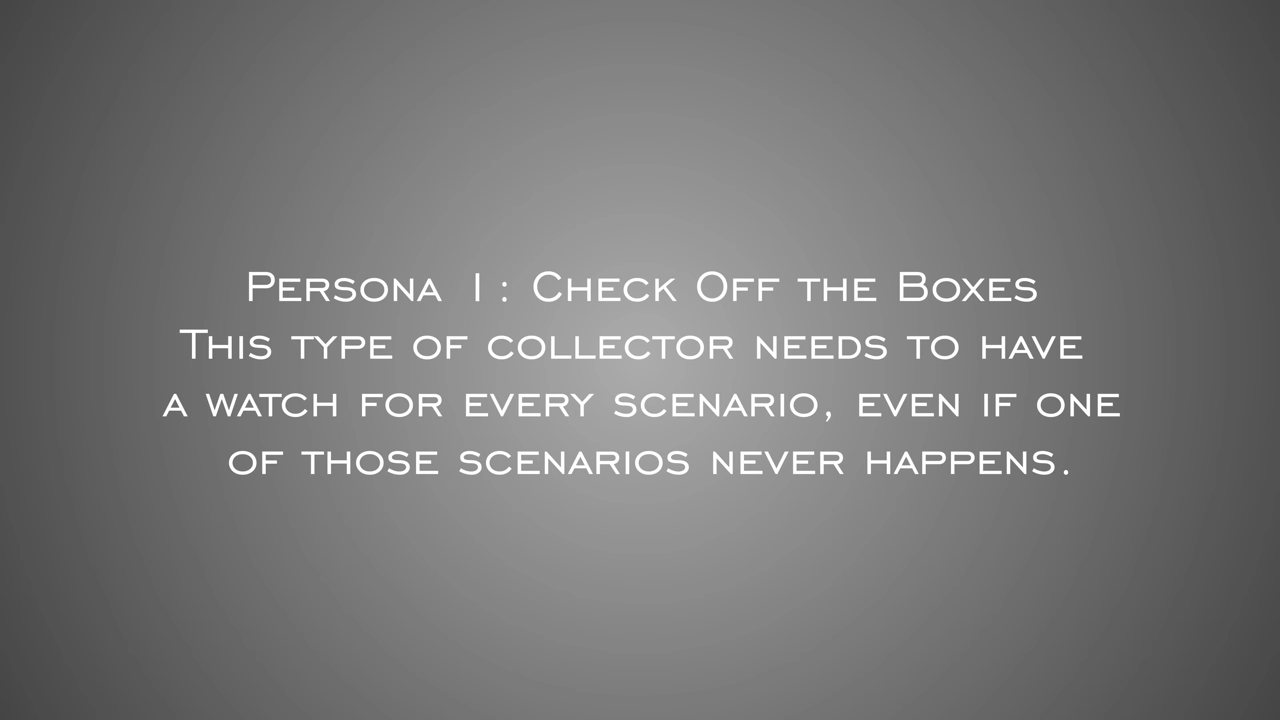 Persona 1: Check Off the Boxes
This type of collector needs to have
a watch for every scenario, even if one
of those scenarios never happens.